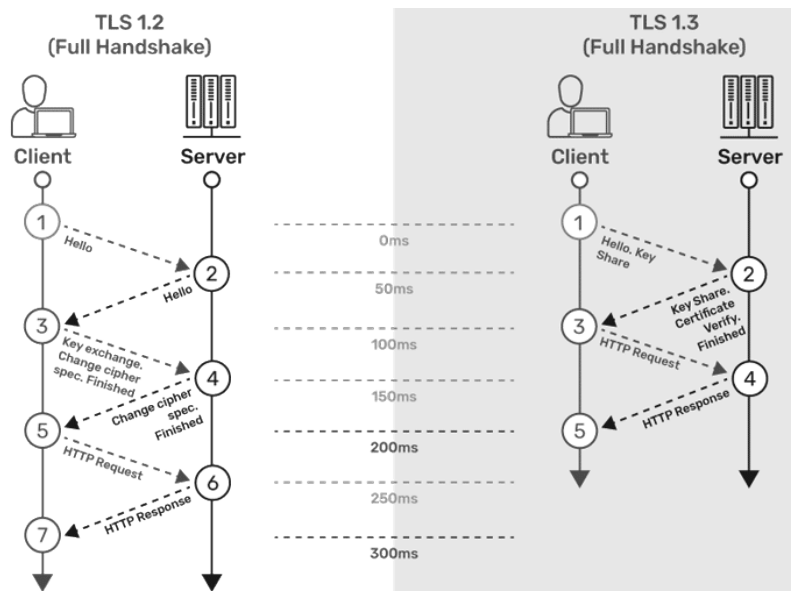 TLS 1.2
(Full Handshake)
Client
Server
1
Hello
2
Hello
3
Key exchange.
Change cipher
spec. Finished
4
Change cipher
spec.
Finished
5
HTTP Request
6
HTTP Response
7
0ms
50ms
100ms
150ms
200ms
250ms
300ms
TLS 1.3
(Full Handshake)
Client
Server
1
Hello. Key
Share
2
Key Share.
Certificate
Verify.
Finished
3
HTTP Request
4
HTTP Response
5